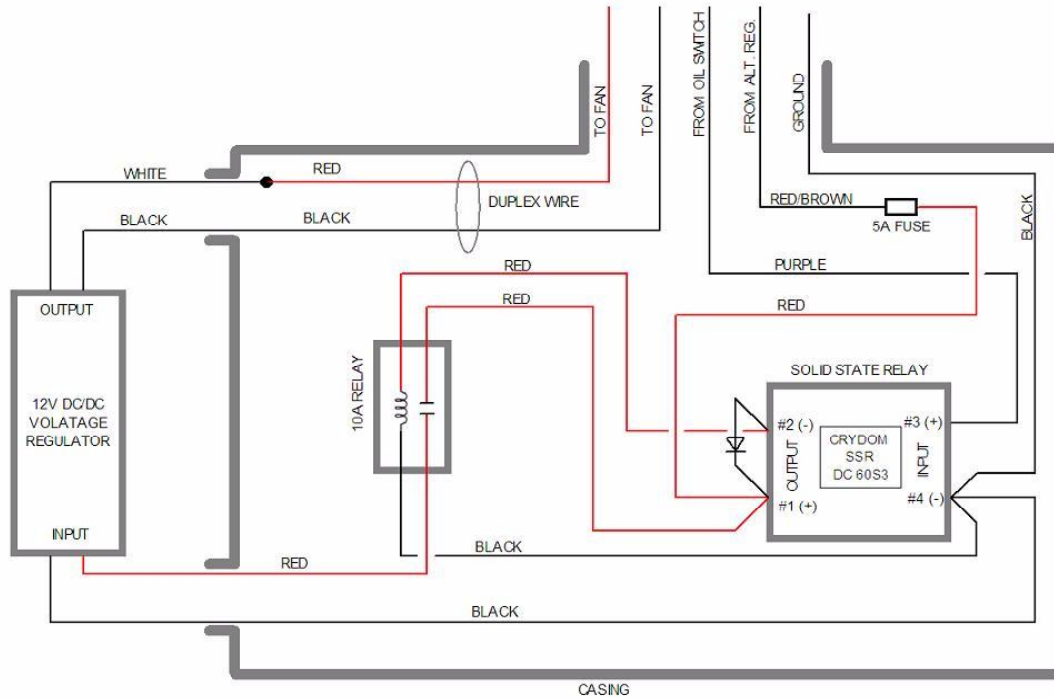 TO FAN
TO FAN
FROM OIL SWITCH
FROM ALT. REG.
GROUND
WHITE
RED
DUPLEX WIRE
RED/BROWN
5A FUSE
BLACK
BLACK
BLACK
RED
PURPLE
RED
RED
OUTPUT
12V DC/DC
VOLATAGE
REGULATOR
INPUT
10A RELAY
SOLID STATE RELAY
#2 (-)
#1 (+)
OUTPUT
CRYDOM
SSR
DC 60S3
INPUT
#3 (+)
#4 (-)
BLACK
RED
BLACK
CASING